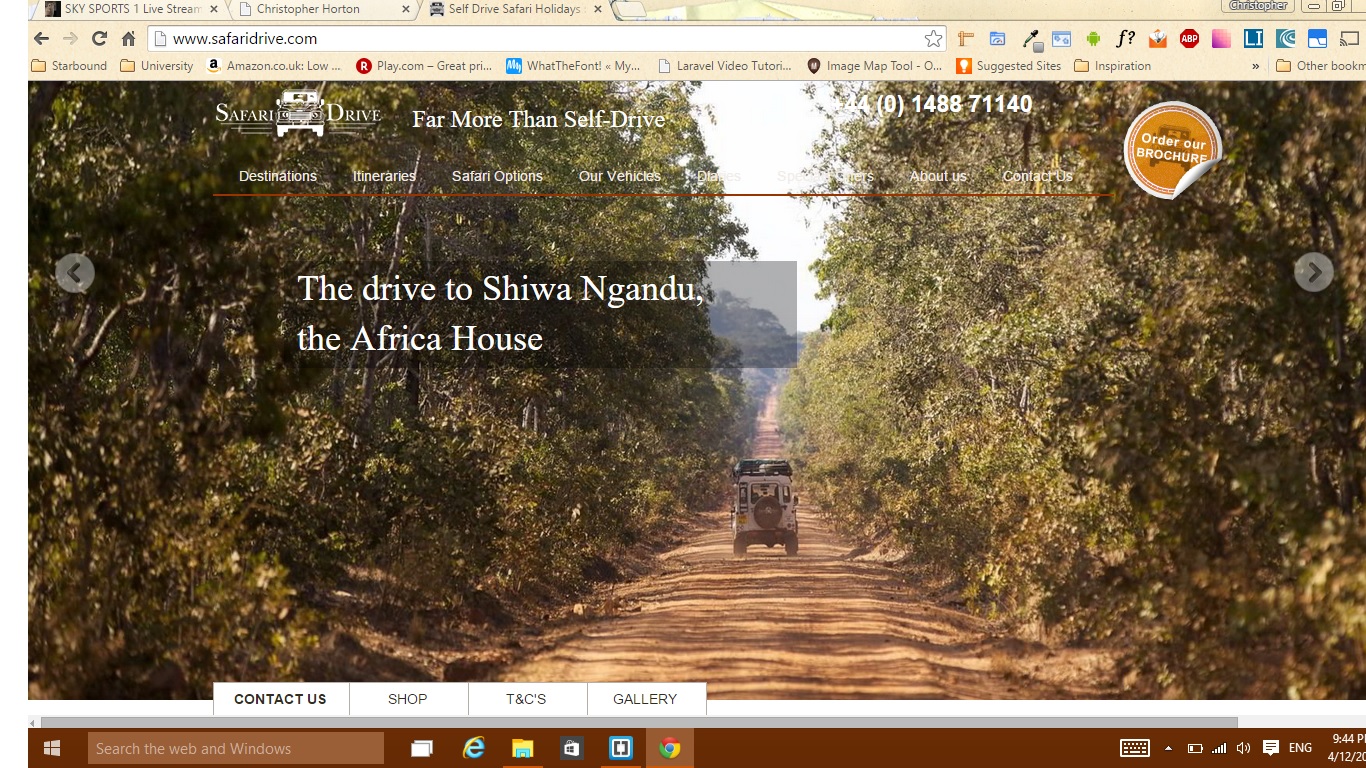 SKY SPORTS 1 Live Stream
Christopher Horton
Self Drive Safari Holidays
Christopher
www.safaridrive.com
f?
ABP
LI
Starbound
University
Amazon.co.uk: Low ...
Play.com – Great pri...
WhatTheFont! « My...
Laravel Video Tutori...
Image Map Tool - O...
Suggested Sites
Inspiration
»
Other bookm
SAFARI DRIVE
Far More Than Self-Drive
44 (0) 1488 71140
Order our
BROCHURE
Destinations
Itineraries
Safari Options
Our Vehicles
Diaries
Special Offers
About us
Contact Us
The drive to Shiwa Ngandu,
the Africa House
CONTACT US
SHOP
T&C'S
GALLERY
Search the web and Windows
ENG
9:44 P
4/12/20